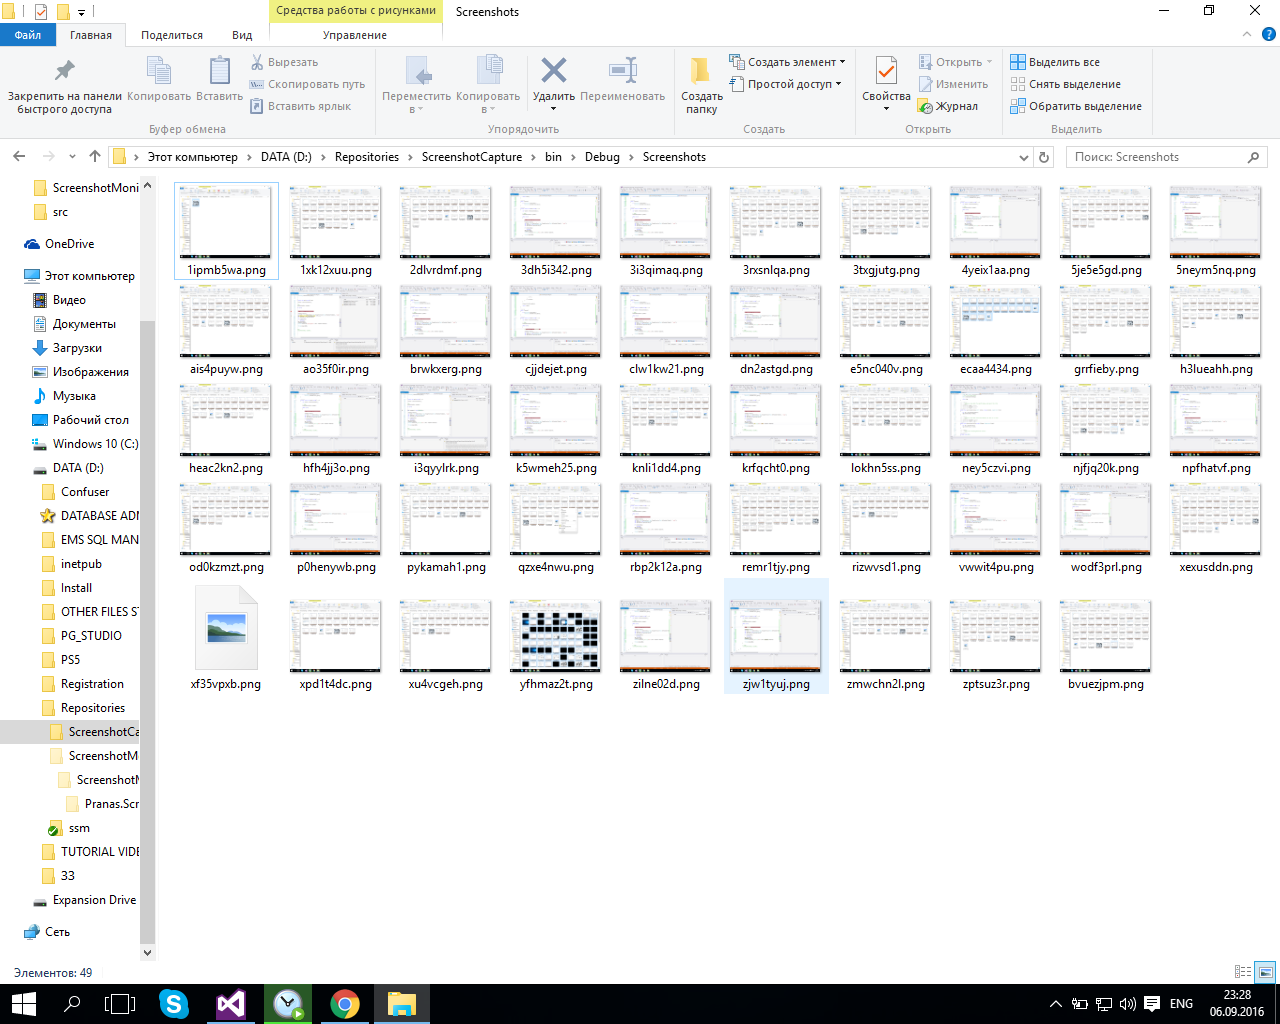 Средства работы с рисунками
Screenshots
Файл
Главная
Поделиться
Вид
Управление
Закрепить на панели быстрого доступа
Копировать
Вставить
Вырезать
Скопировать путь
Вставить ярлык
Буфер обмена
Переместить в
Копировать в
Удалить
Переименовать
Упорядочить
Создать папку
Создать элемент
Простой доступ
Создать
Свойства
Открыть
Изменить
Журнал
Открыть
Выделить все
Снять выделение
Обратить выделение
Выделить
Этот компьютер > DATA (D:) > Repositories > ScreenshotCapture > bin > Debug > Screenshots
Поиск: Screenshots
ScreenshotMoni
src
OneDrive
Этот компьютер
Видео
Документы
Загрузки
Изображения
Музыка
Рабочий стол
Windows 10 (C:)
DATA (D:)
Confuser
DATABASE ADM
EMS SQL MAN
inetpub
Install
OTHER FILES ST
PG_STUDIO
PS5
Registration
Repositories
ScreenshotCa
ScreenshotM
ScreenshotM
Pranas.Scr
ssm
TUTORIAL VIDE
33
Expansion Drive
Сеть
1ipmb5wa.png 1xk12xuu.png 2dlvrdmf.png 3dh5i342.png 3i3qimaq.png 3rxsnlqa.png 3txgjutg.png 4yeix1aa.png 5je5e5gd.png 5neym5nq.png
ais4puyw.png ao35f0ir.png brwkxerg.png cjjdejet.png clw1kw21.png dn2astgd.png e5nc040v.png ecaa4434.png grrfieby.png h3lueahh.png
heac2kn2.png hfh4jj3o.png i3qyylrk.png k5wmeh25.png knli1dd4.png krfqcht0.png lokhn5ss.png ney5czvi.png njfjq20k.png npfhatvf.png
od0kzmzt.png p0henywb.png pykamah1.png qzxe4nwu.png rbp2k12a.png remr1tjy.png rizwvsd1.png vwwit4pu.png wodf3prl.png xexusddn.png
xf35vpxb.png xpd1t4dc.png xu4vcgeh.png yfhmaz2t.png zilne02d.png zjw1tyuj.png zmwchn2l.png zptsuz3r.png bvuezjpm.png
Элементов: 49
ENG
23:28
06.09.2016